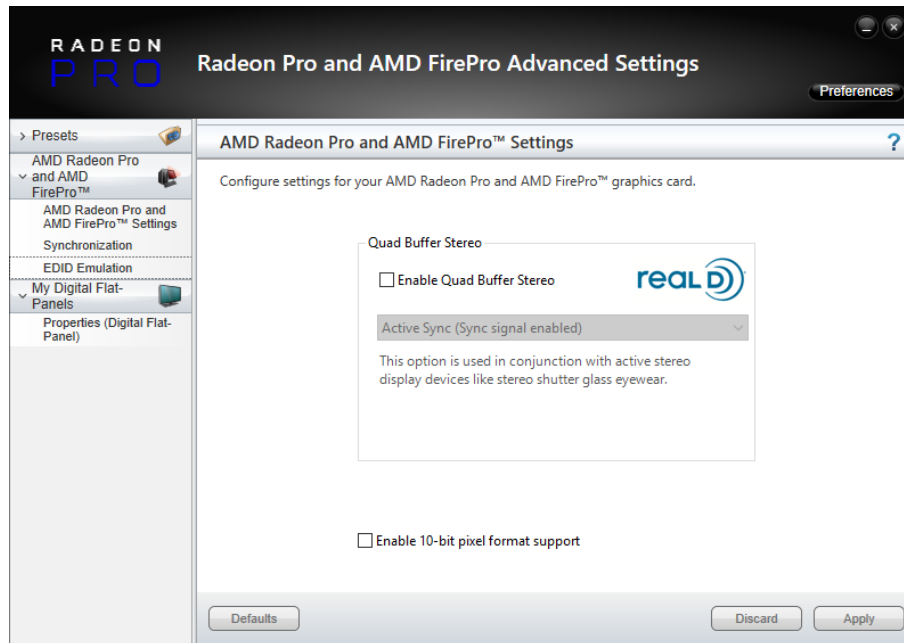 RADEON
PRO
Radeon Pro and AMD FirePro Advanced Settings
Preferences
Presets
AMD Radeon Pro
and AMD
FirePro™
AMD Radeon Pro and
AMD FirePro™ Settings
Synchronization
EDID Emulation
My Digital Flat-
Panels
Properties (Digital Flat-
Panel)
AMD Radeon Pro and AMD FirePro™ Settings
?
Configure settings for your AMD Radeon Pro and AMD FirePro™ graphics card.
Quad Buffer Stereo
Enable Quad Buffer Stereo
REAL D
Active Sync (Sync signal enabled)
This option is used in conjunction with active stereo
display devices like stereo shutter glass eyewear.
Enable 10-bit pixel format support
Defaults
Discard
Apply